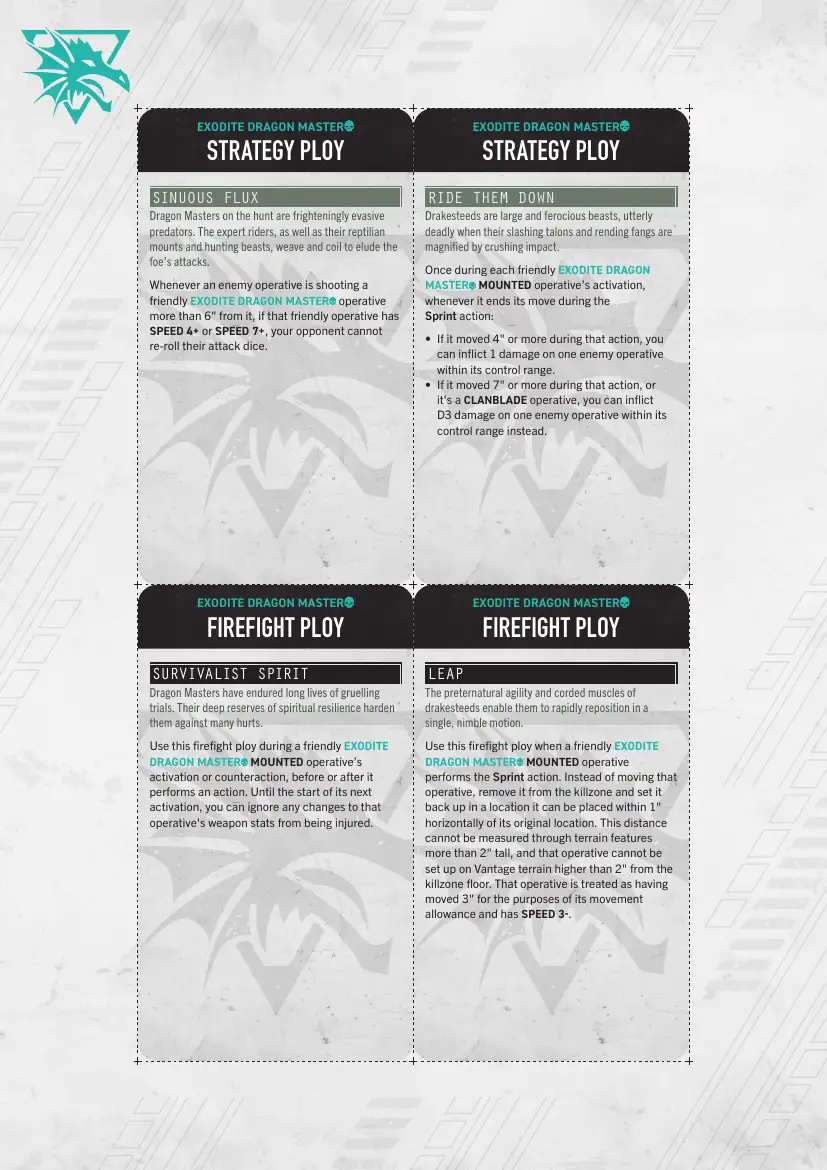 EXODITE DRAGON MASTER
STRATEGY PLOY
SINUOUS FLUX
Dragon Masters on the hunt are frighteningly evasive
predators. The expert riders, as well as their reptilian
mounts and hunting beasts, weave and coil to elude the
foe's attacks.
Whenever an enemy operative is shooting a
friendly EXODITE DRAGON MASTER operative
more than 6" from it, if that friendly operative has
SPEED 4+ or SPEED 7+, your opponent cannot
re-roll their attack dice.
EXODITE DRAGON MASTER
STRATEGY PLOY
RIDE THEM DOWN
Drakesteeds are large and ferocious beasts, utterly
deadly when their slashing talons and rending fangs are
magnified by crushing impact.
Once during each friendly EXODITE DRAGON
MASTER MOUNTED operative's activation,
whenever it ends its move during the
Sprint action:
• If it moved 4" or more during that action, you
can inflict 1 damage on one enemy operative
within its control range.
• If it moved 7" or more during that action, or
it's a CLANBLADE operative, you can inflict
D3 damage on one enemy operative within its
control range instead.
EXODITE DRAGON MASTER
FIREFIGHT PLOY
SURVIVALIST SPIRIT
Dragon Masters have endured long lives of gruelling
trials. Their deep reserves of spiritual resilience harden
them against many hurts.
Use this firefight ploy during a friendly EXODITE
DRAGON MASTER MOUNTED operative's
activation or counteraction, before or after it
performs an action. Until the start of its next
activation, you can ignore any changes to that
operative's weapon stats from being injured.
EXODITE DRAGON MASTER
FIREFIGHT PLOY
LEAP
The preternatural agility and corded muscles of
drakesteeds enable them to rapidly reposition in a
single, nimble motion.
Use this firefight ploy when a friendly EXODITE
DRAGON MASTER MOUNTED operative
performs the Sprint action. Instead of moving that
operative, remove it from the killzone and set it
back up in a location it can be placed within 1"
horizontally of its original location. This distance
cannot be measured through terrain features
more than 2" tall, and that operative cannot be
set up on Vantage terrain higher than 2" from the
killzone floor. That operative is treated as having
moved 3" for the purposes of its movement
allowance and has SPEED 3-.